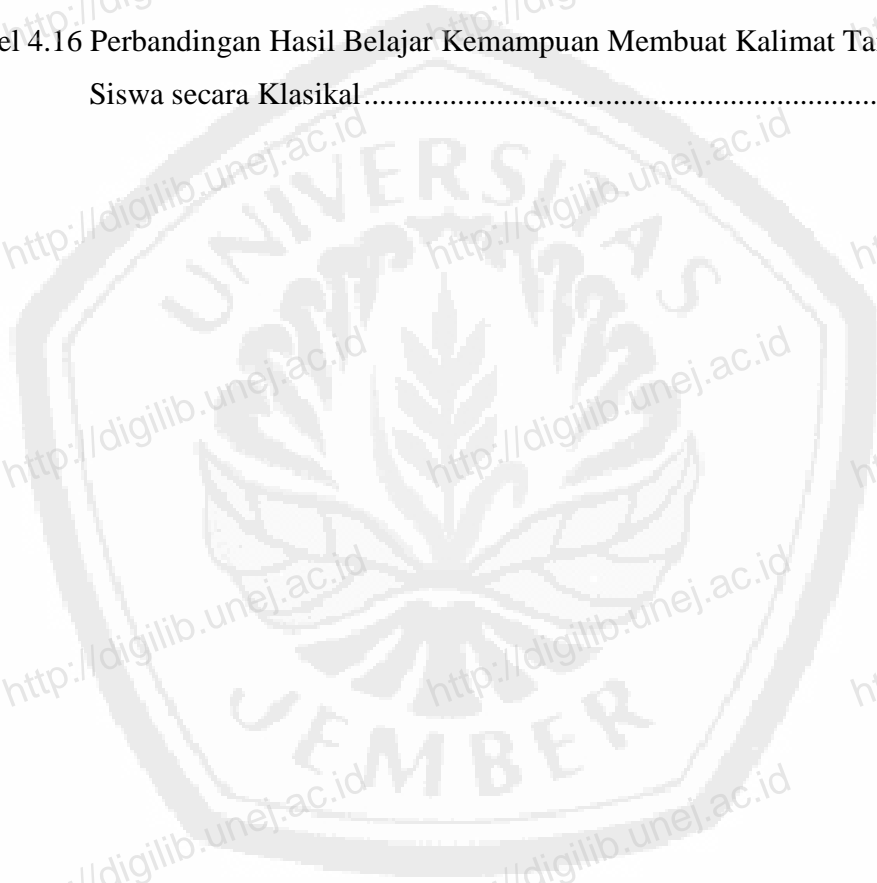 el 4.16 Perbandingan Hasil Belajar Kemampuan Membuat Kalimat Ta
Siswa secara Klasikal.....................................................................
http://digilib.unej.ac.id
http://digilib.unej.ac.id
UNIVERSITAS
http://digilib.unej.ac.id
http://digilib.unej.ac.id
http://digilib.unej.ac.id
http://digilib.unej.ac.id
JEMBER
http://digilib.unej.ac.id
http://digilib.unej.ac.id